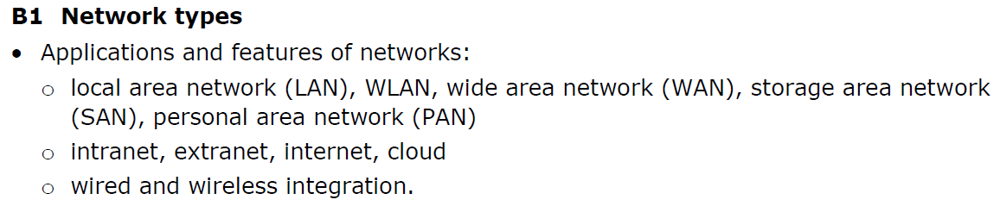 B1 Network types
• Applications and features of networks:
o local area network (LAN), WLAN, wide area network (WAN), storage area network
(SAN), personal area network (PAN)
o intranet, extranet, internet, cloud
o wired and wireless integration.